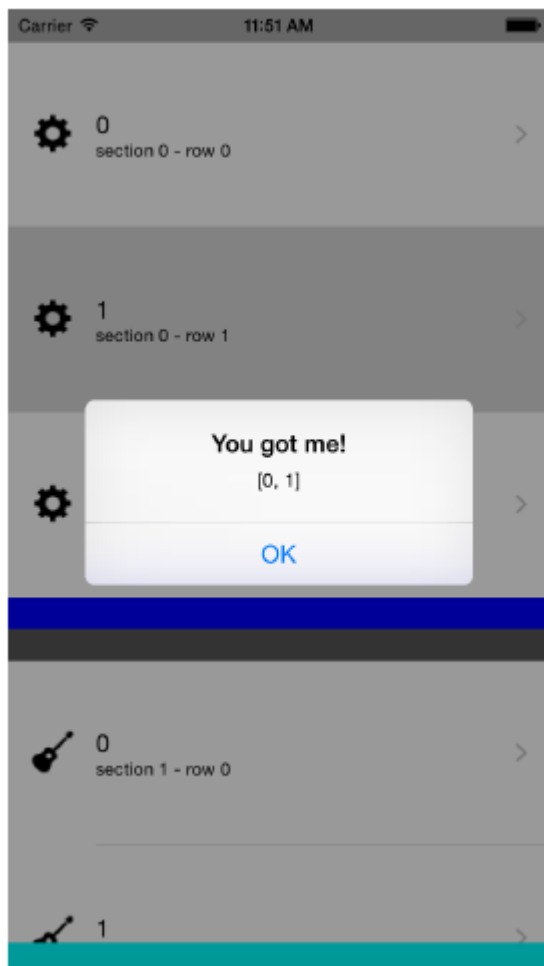 Carrier 11:51 AM
0
section 0 - row 0
1
section 0 - row 1
You got me!
[0, 1]
OK
0
section 1 - row 0
1